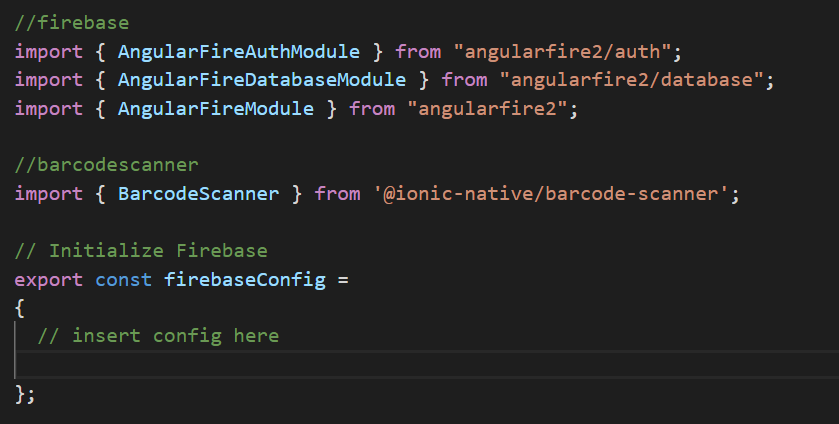 //firebase
import { AngularFireAuthModule } from "angularfire2/auth";
import { AngularFireDatabaseModule } from "angularfire2/database";
import { AngularFireModule } from "angularfire2";
//barcodescanner
import { BarcodeScanner } from '@ionic-native/barcode-scanner';
// Initialize Firebase
export const firebaseConfig =
{
// insert config here
};